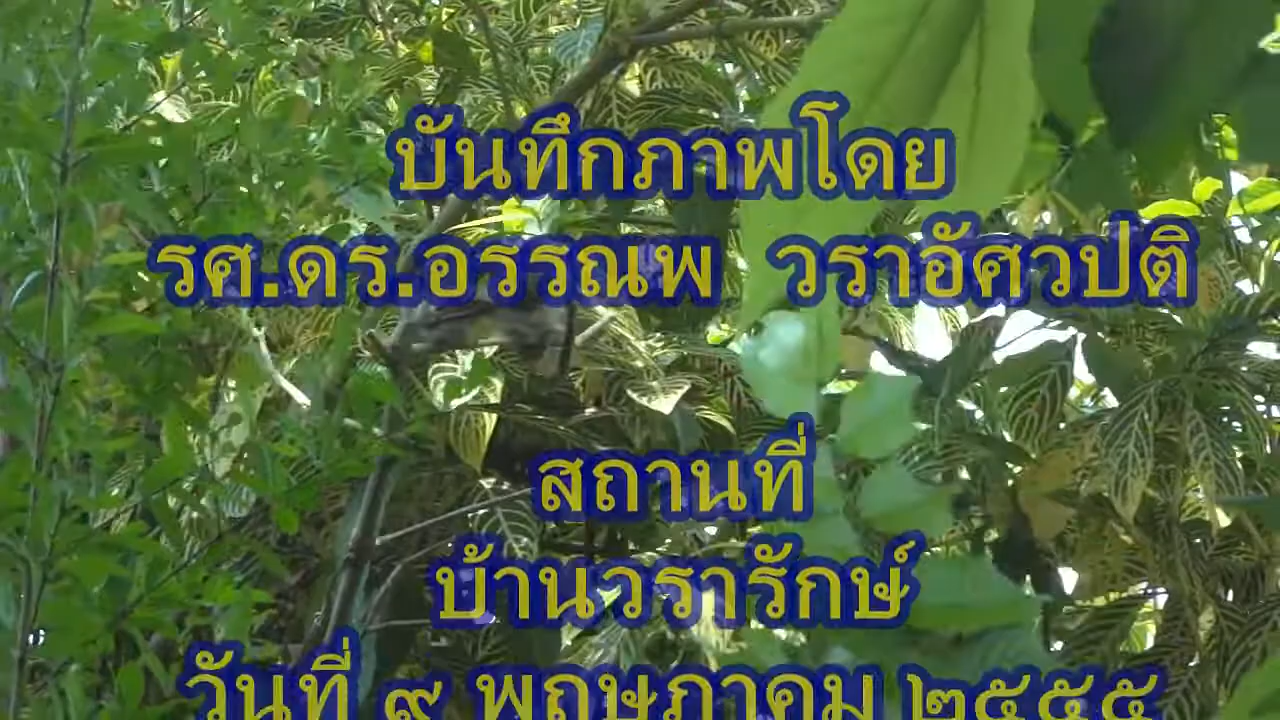 บันทึกภาพโดย
รศ.ดร.อรรณพ วราอัศวปติ
สถานที่
บ้านวรารักษ์
วันที่ ๙ พฤษภาคม ๒๕๕๕